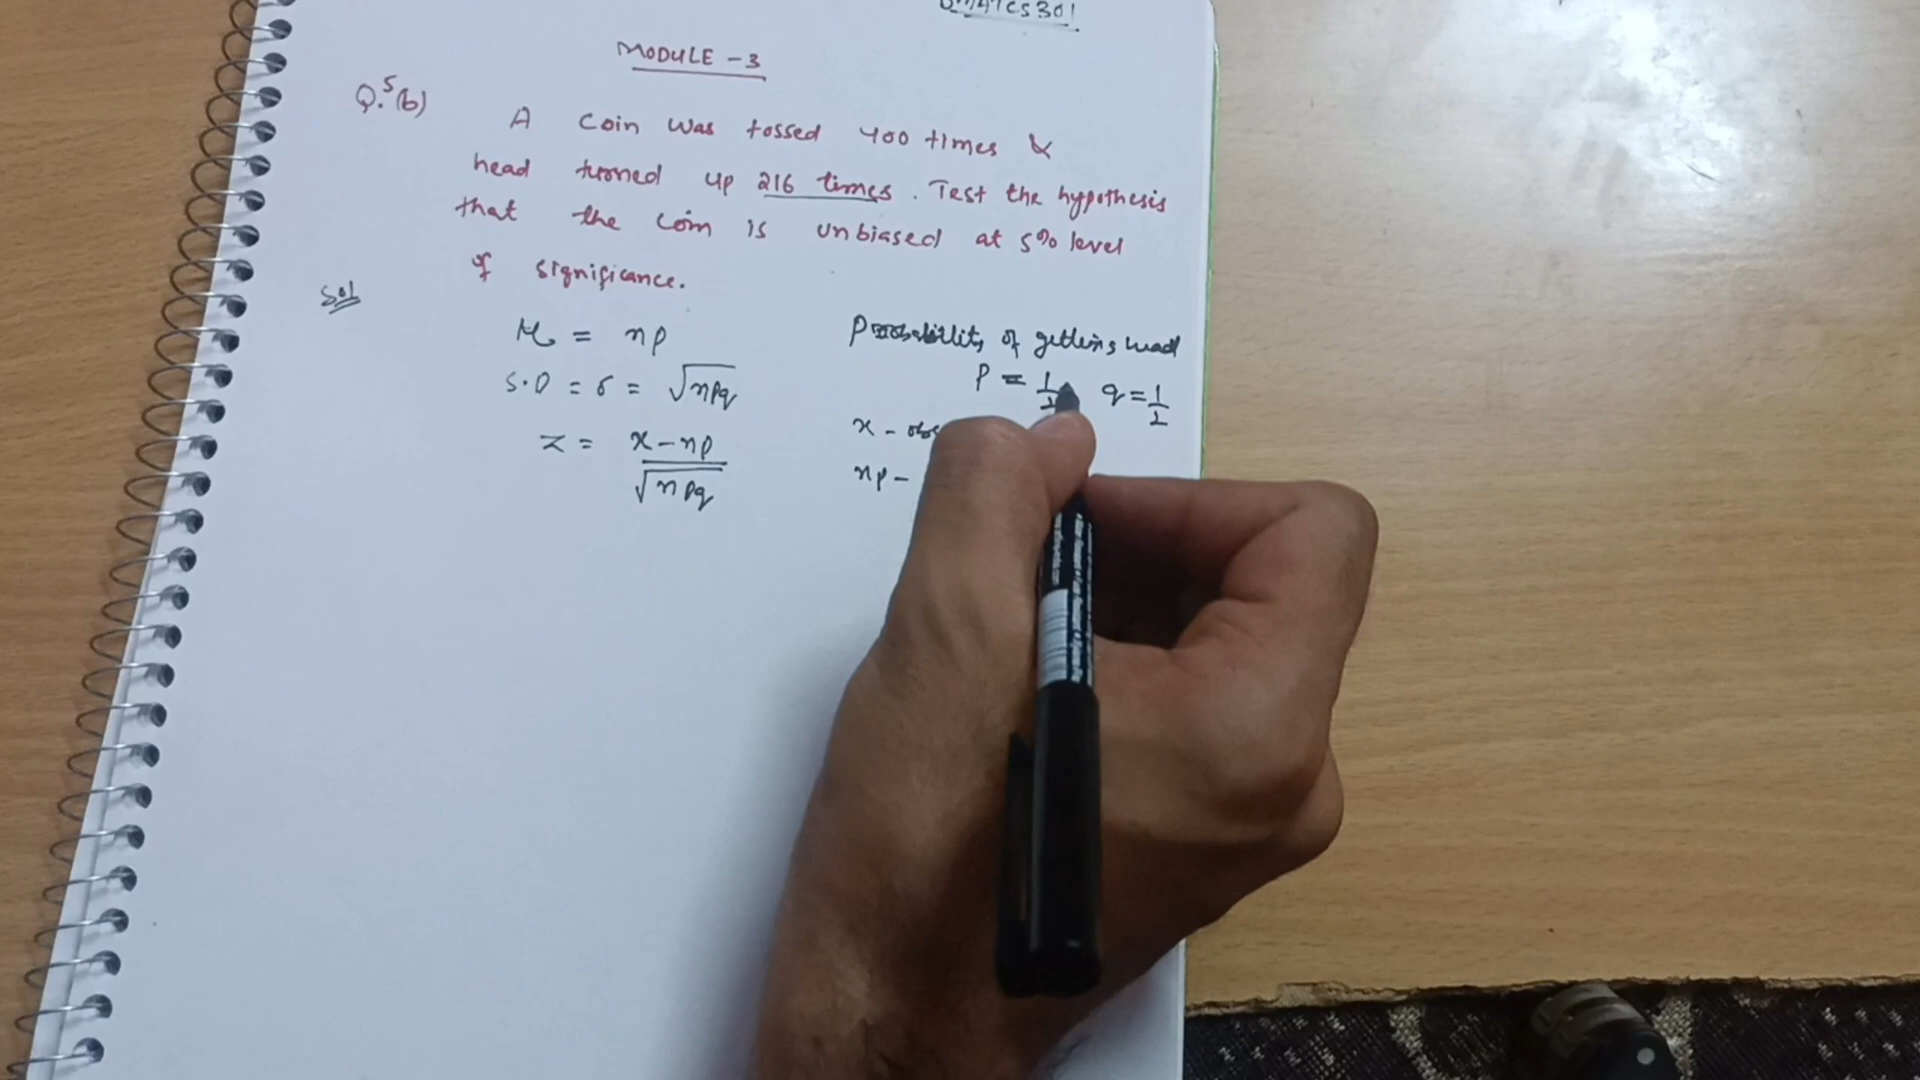 MODULE - 3
Q.5(b)
A coin was tossed 400 times &
head turned up 216 times. Test the hypothesis
that the coin is unbiased at 5% level
of significance.
Sol
μ = np
S.D = σ = √npq
z = x - np / √npq
Probability of getting head
P = 1/2 q = 1/2
x -
np -